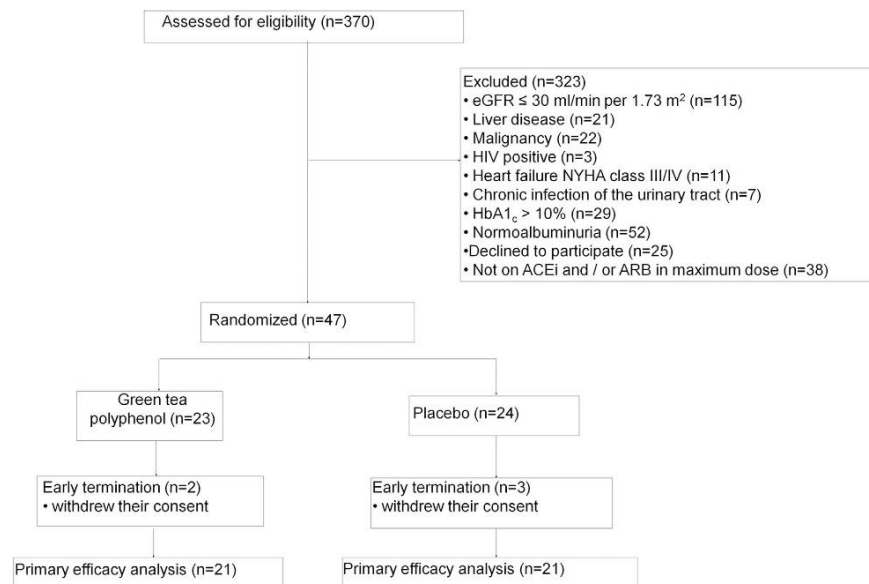 Assessed for eligibility (n=370)
Excluded (n=323)
• eGFR ≤ 30 ml/min per 1.73 m² (n=115)
• Liver disease (n=21)
• Malignancy (n=22)
• HIV positive (n=3)
• Heart failure NYHA class III/IV (n=11)
• Chronic infection of the urinary tract (n=7)
• HbA1c > 10% (n=29)
• Normoalbuminuria (n=52)
•Declined to participate (n=25)
• Not on ACEi and / or ARB in maximum dose (n=38)
Randomized (n=47)
Green tea
polyphenol (n=23)
Placebo (n=24)
Early termination (n=2)
• withdrew their consent
Early termination (n=3)
• withdrew their consent
Primary efficacy analysis (n=21)
Primary efficacy analysis (n=21)